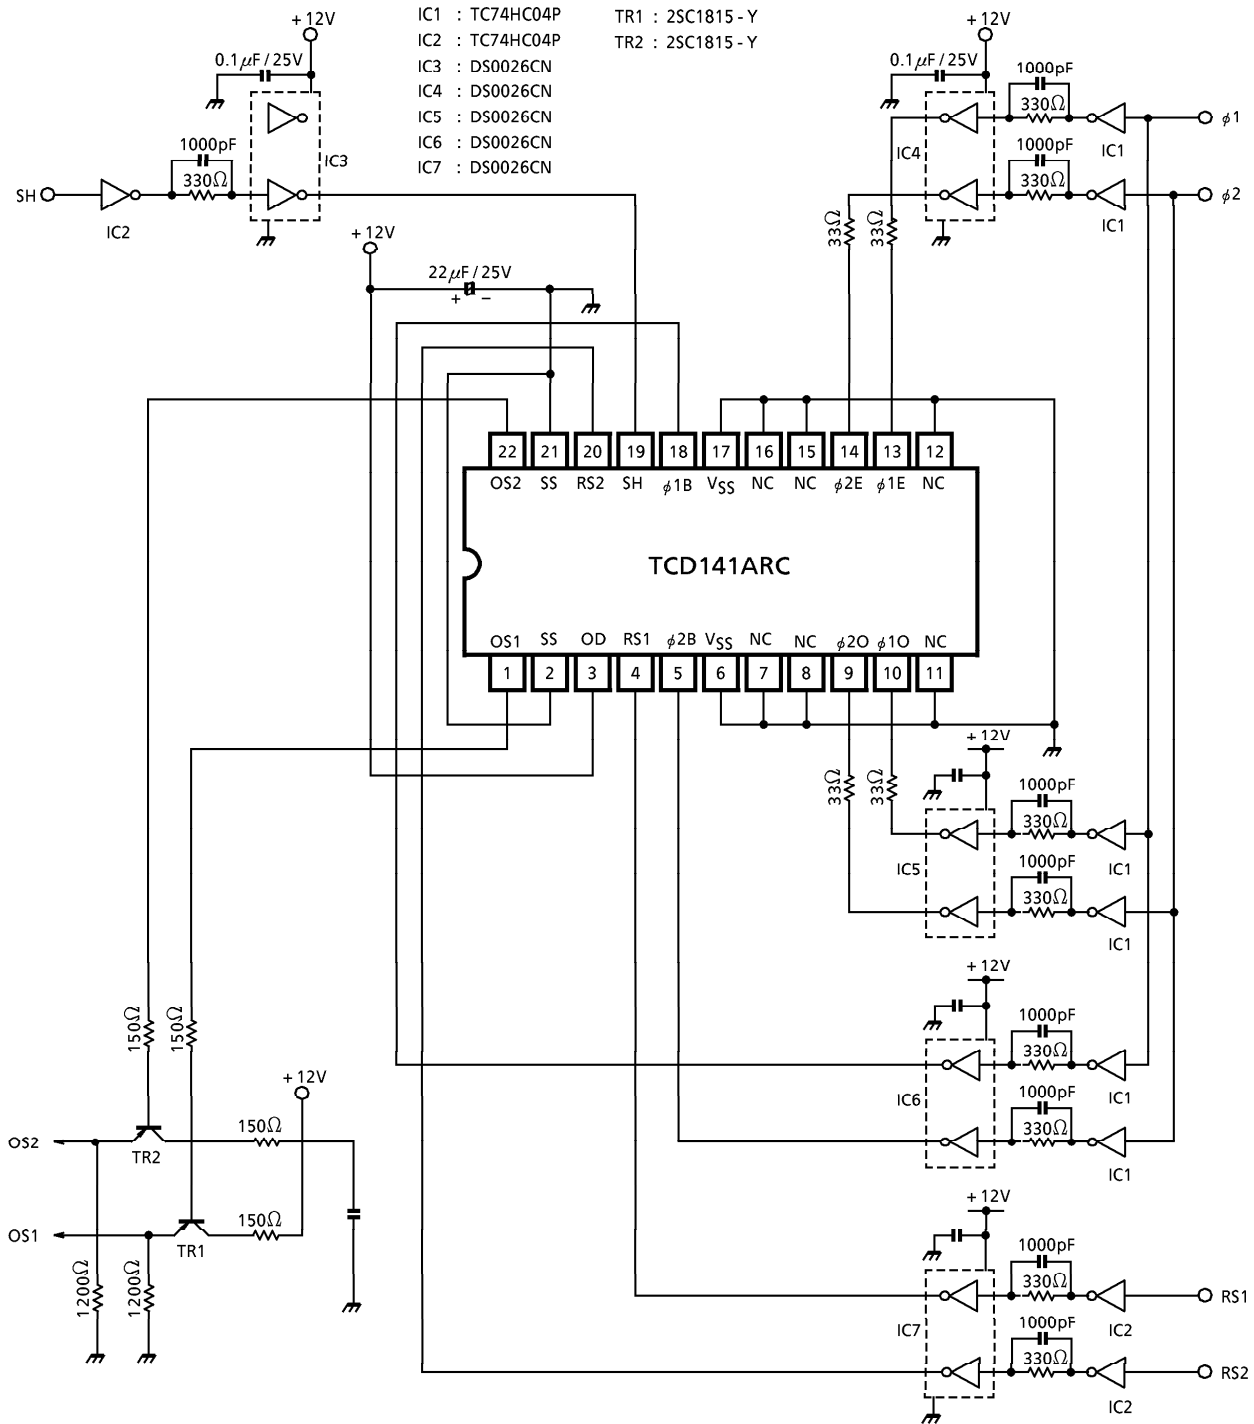 IC1 : TC74HC04P
IC2 : TC74HC04P
IC3 : DS0026CN
IC4 : DS0026CN
IC5 : DS0026CN
IC6 : DS0026CN
IC7 : DS0026CN
TR1 : 2SC1815-Y
TR2 : 2SC1815-Y
+12V
0.1μF/25V
1000pF
330Ω
IC3
SH
IC2
+12V
22μF/25V
+ −
+12V
0.1μF/25V
1000pF
330Ω
IC4
IC1
ϕ1
1000pF
330Ω
IC1
ϕ2
33Ω
33Ω
22 21 20 19 18 17 16 15 14 13 12
OS2 SS RS2 SH ϕ1B VSS NC NC ϕ2E ϕ1E NC
TCD141ARC
OS1 SS OD RS1 ϕ2B VSS NC NC ϕ2O ϕ1O NC
1 2 3 4 5 6 7 8 9 10 11
+12V
33Ω
33Ω
1000pF
330Ω
IC5
IC1
1000pF
330Ω
IC1
+12V
1000pF
330Ω
IC6
IC1
1000pF
330Ω
IC1
150Ω
150Ω
+12V
OS2
TR2
150Ω
OS1
TR1
150Ω
1200Ω
1200Ω
+12V
1000pF
330Ω
IC7
IC2
RS1
1000pF
330Ω
IC2
RS2